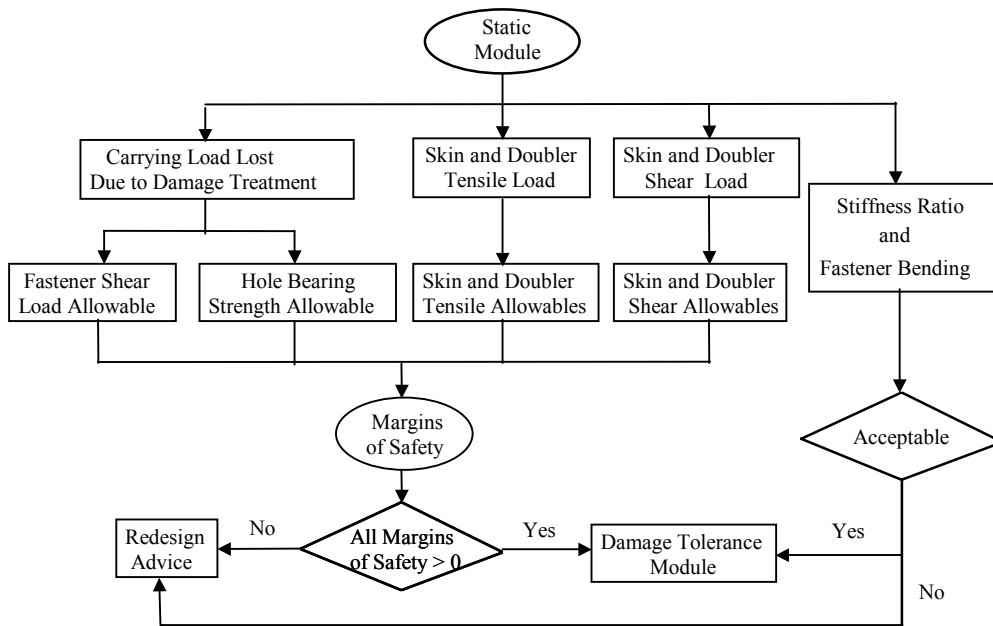 Static
Module
Carrying Load Lost
Due to Damage Treatment
Skin and Doubler
Tensile Load
Skin and Doubler
Shear Load
Stiffness Ratio
and
Fastener Bending
Fastener Shear
Load Allowable
Hole Bearing
Strength Allowable
Skin and Doubler
Tensile Allowables
Skin and Doubler
Shear Allowables
Margins
of Safety
Acceptable
Redesign
Advice
No
All Margins
of Safety > 0
Yes
Damage Tolerance
Module
Yes
No